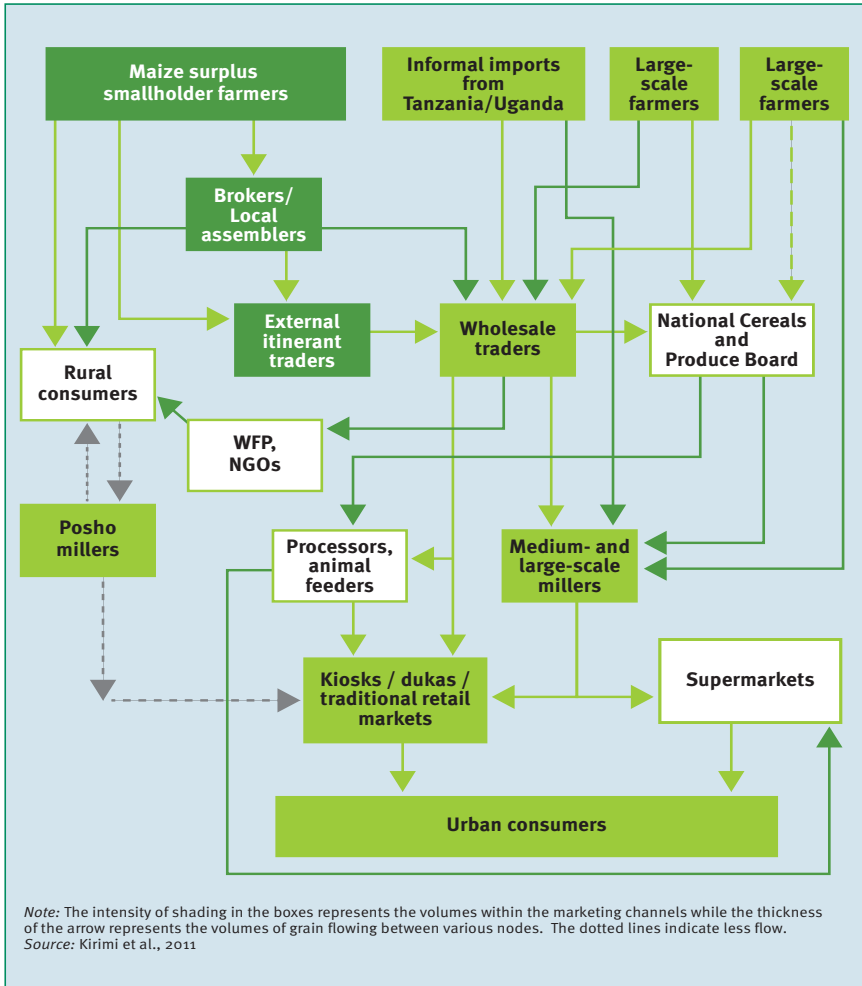 Maize surplus
smallholder farmers
Informal imports
from
Tanzania/Uganda
Large-
scale
farmers
Large-
scale
farmers
Brokers/
Local
assemblers
External
itinerant
traders
Wholesale
traders
National Cereals
and
Produce Board
Rural
consumers
WFP,
NGOs
Posho
millers
Processors,
animal
feeders
Medium- and
large-scale
millers
Kiosks / dukas /
traditional retail
markets
Supermarkets
Urban consumers
Note: The intensity of shading in the boxes represents the volumes within the marketing channels while the thickness
of the arrow represents the volumes of grain flowing between various nodes. The dotted lines indicate less flow.
Source: Kirimi et al., 2011